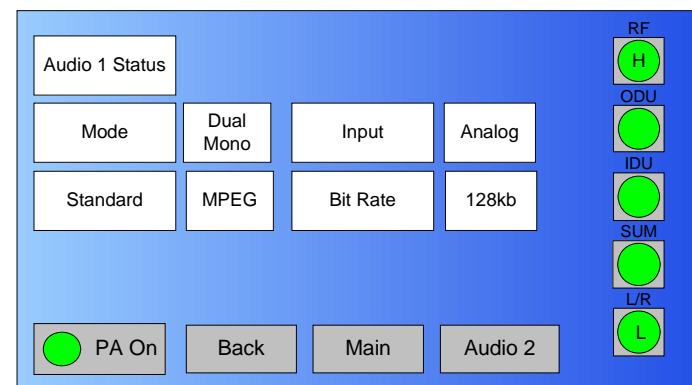 RF
Audio 1 Status
H
ODU
Mode
Dual
Mono
Input
Analog
IDU
Standard
MPEG
Bit Rate
128kb
SUM
L/R
PA On
Back
Main
Audio 2
L